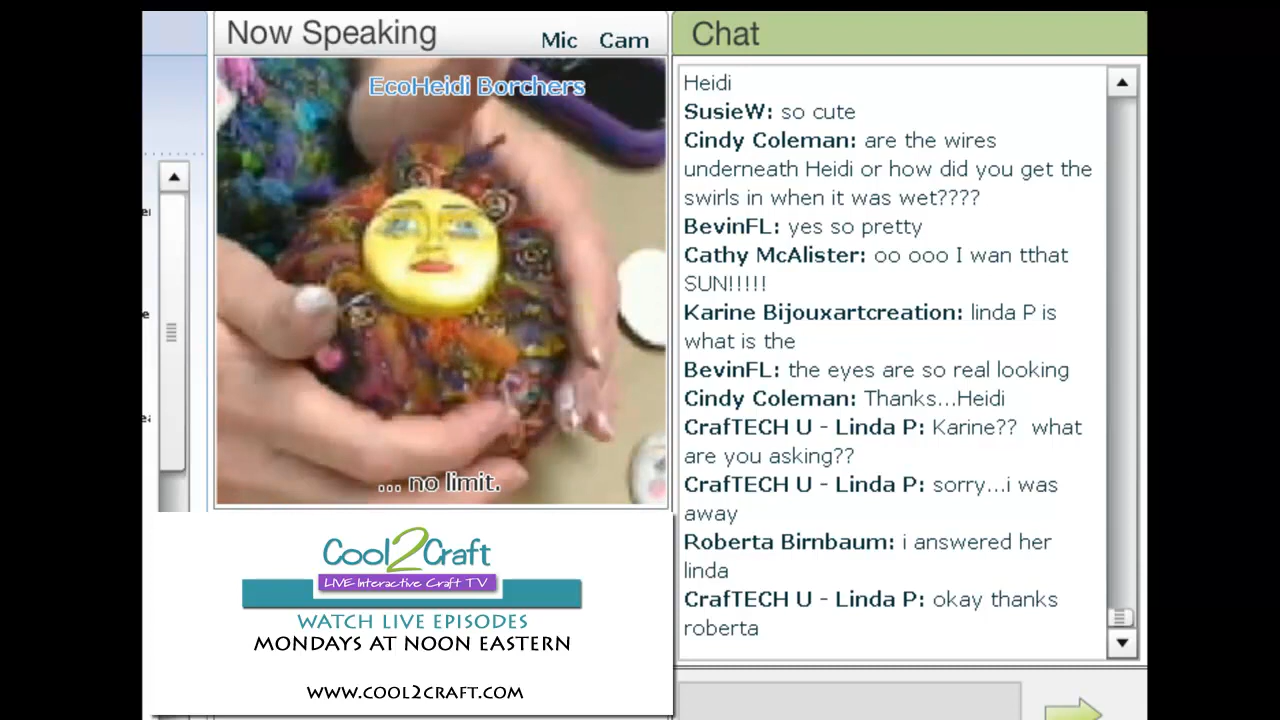 Now Speaking
Mic Cam
EcoHeidi Borchers
... no limit.
Cool2Craft
LIVE Interactive Craft TV
WATCH LIVE EPISODES
MONDAYS AT NOON EASTERN
WWW.COOL2CRAFT.COM
Chat
Heidi
SusieW: so cute
Cindy Coleman: are the wires
underneath Heidi or how did you get the
swirls in when it was wet????
BevinFL: yes so pretty
Cathy McAlister: oo ooo I wan tthat
SUN!!!!!
Karine Bijouxartcreation: linda P is
what is the
BevinFL: the eyes are so real looking
Cindy Coleman: Thanks...Heidi
CrafTECH U - Linda P: Karine?? what
are you asking??
CrafTECH U - Linda P: sorry...i was
away
Roberta Birnbaum: i answered her
linda
CrafTECH U - Linda P: okay thanks
roberta